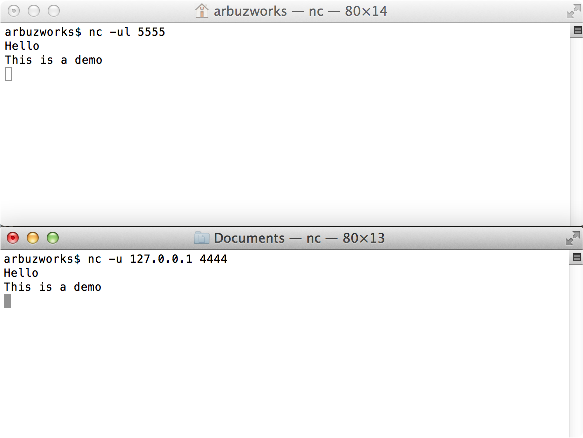 arbuzworks — nc — 80×14
arbuzworks$ nc -ul 5555
Hello
This is a demo
Documents — nc — 80×13
arbuzworks$ nc -u 127.0.0.1 4444
Hello
This is a demo